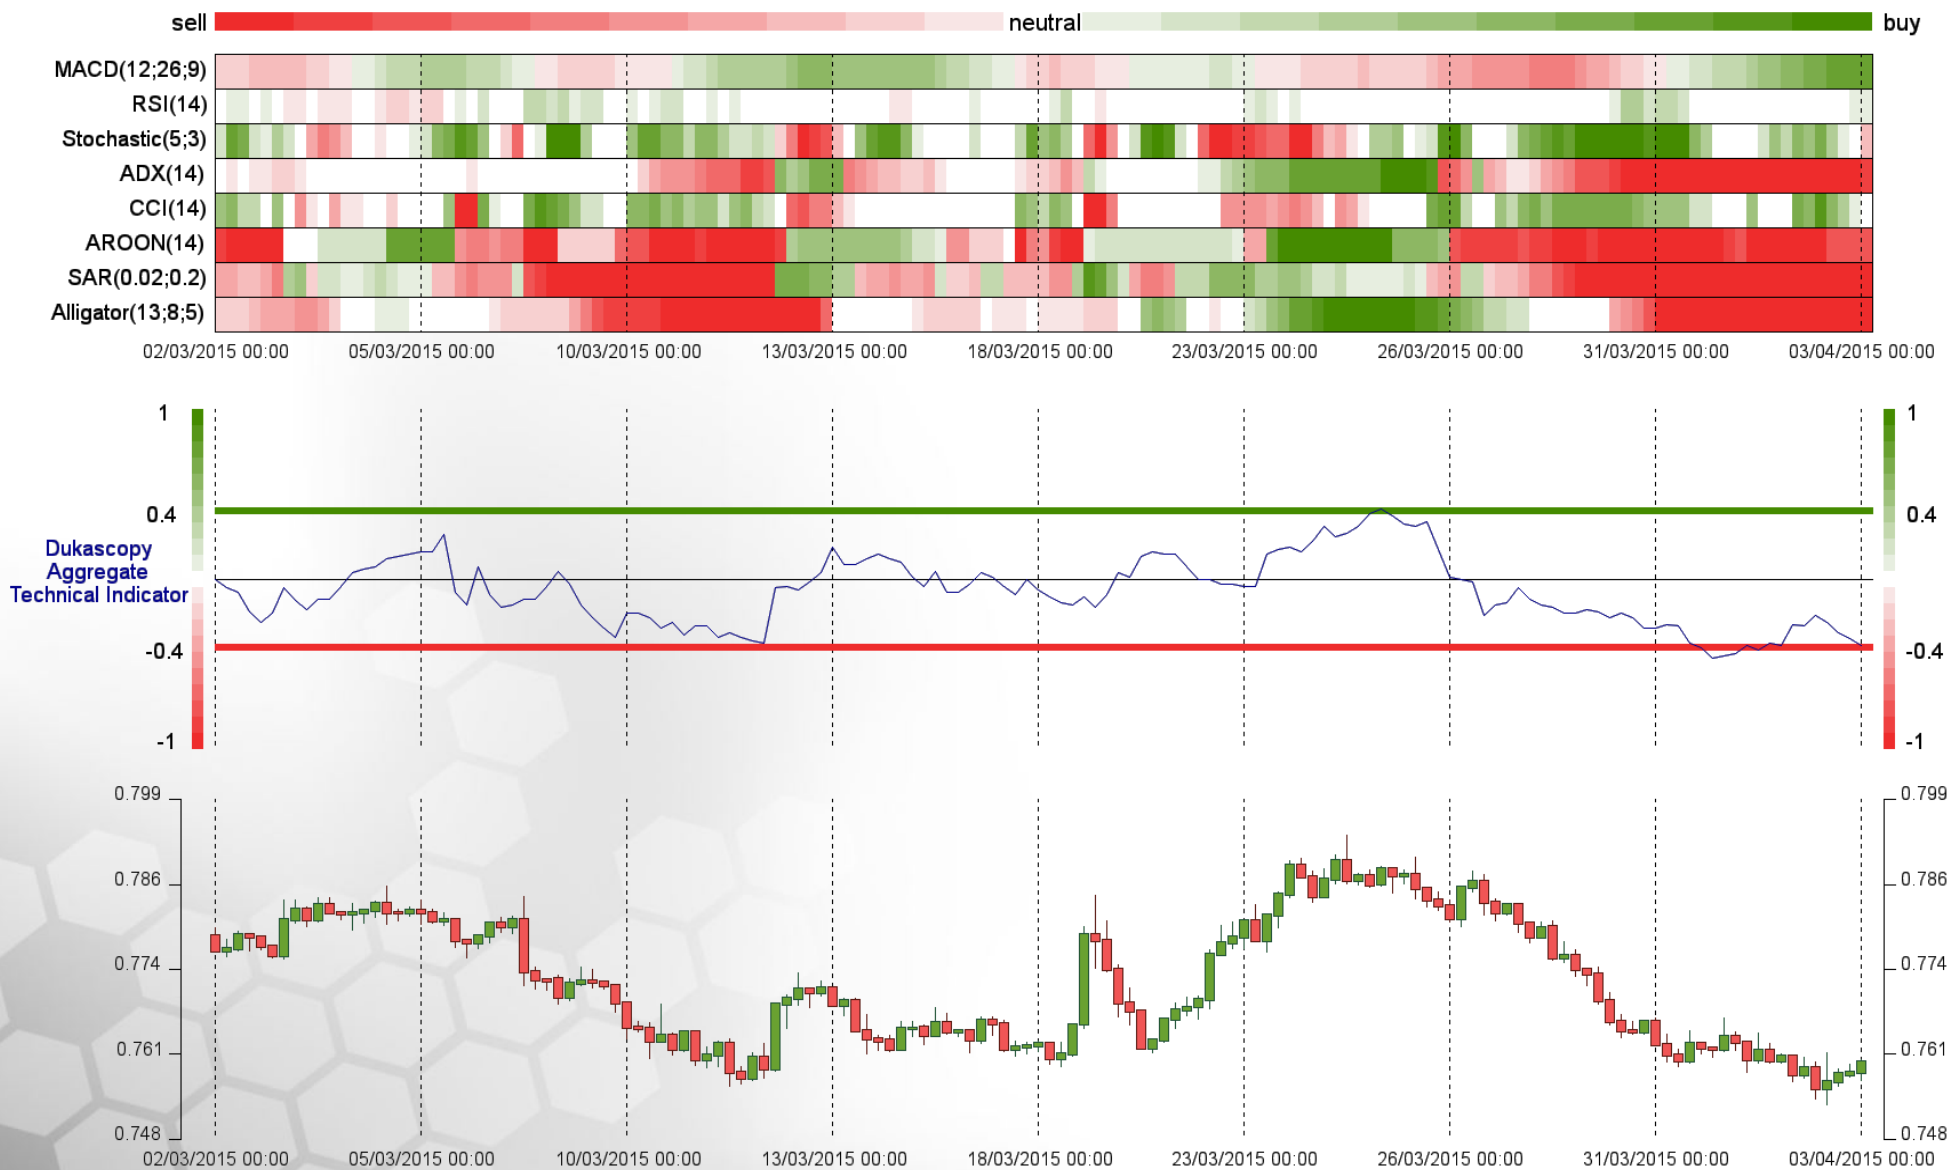 sell neutral buy
MACD(12;26;9)
RSI(14)
Stochastic(5;3)
ADX(14)
CCI(14)
AROON(14)
SAR(0.02;0.2)
Alligator(13;8;5)
02/03/2015 00:00 05/03/2015 00:00 10/03/2015 00:00 13/03/2015 00:00 18/03/2015 00:00 23/03/2015 00:00 26/03/2015 00:00 31/03/2015 00:00 03/04/2015 00:00
1 1
0.4 0.4
Dukascopy
Aggregate
Technical Indicator
-0.4 -0.4
-1 -1
0.799 0.799
0.786 0.786
0.774 0.774
0.761 0.761
0.748 0.748
02/03/2015 00:00 05/03/2015 00:00 10/03/2015 00:00 13/03/2015 00:00 18/03/2015 00:00 23/03/2015 00:00 26/03/2015 00:00 31/03/2015 00:00 03/04/2015 00:00